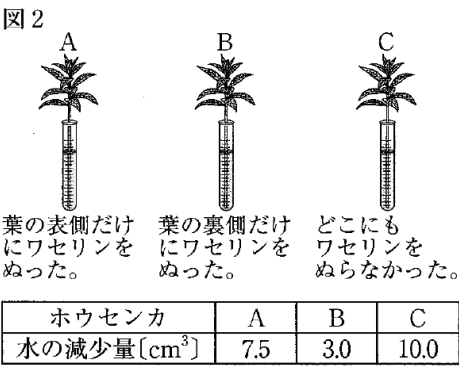 図2
A B C
葉の表側だけ 葉の裏側だけ どこにも
にワセリンを にワセリンを ワセリンを
ぬった。 ぬった。 ぬらなかった。
ホウセンカ A B C
水の減少量〔cm³〕 7.5 3.0 10.0